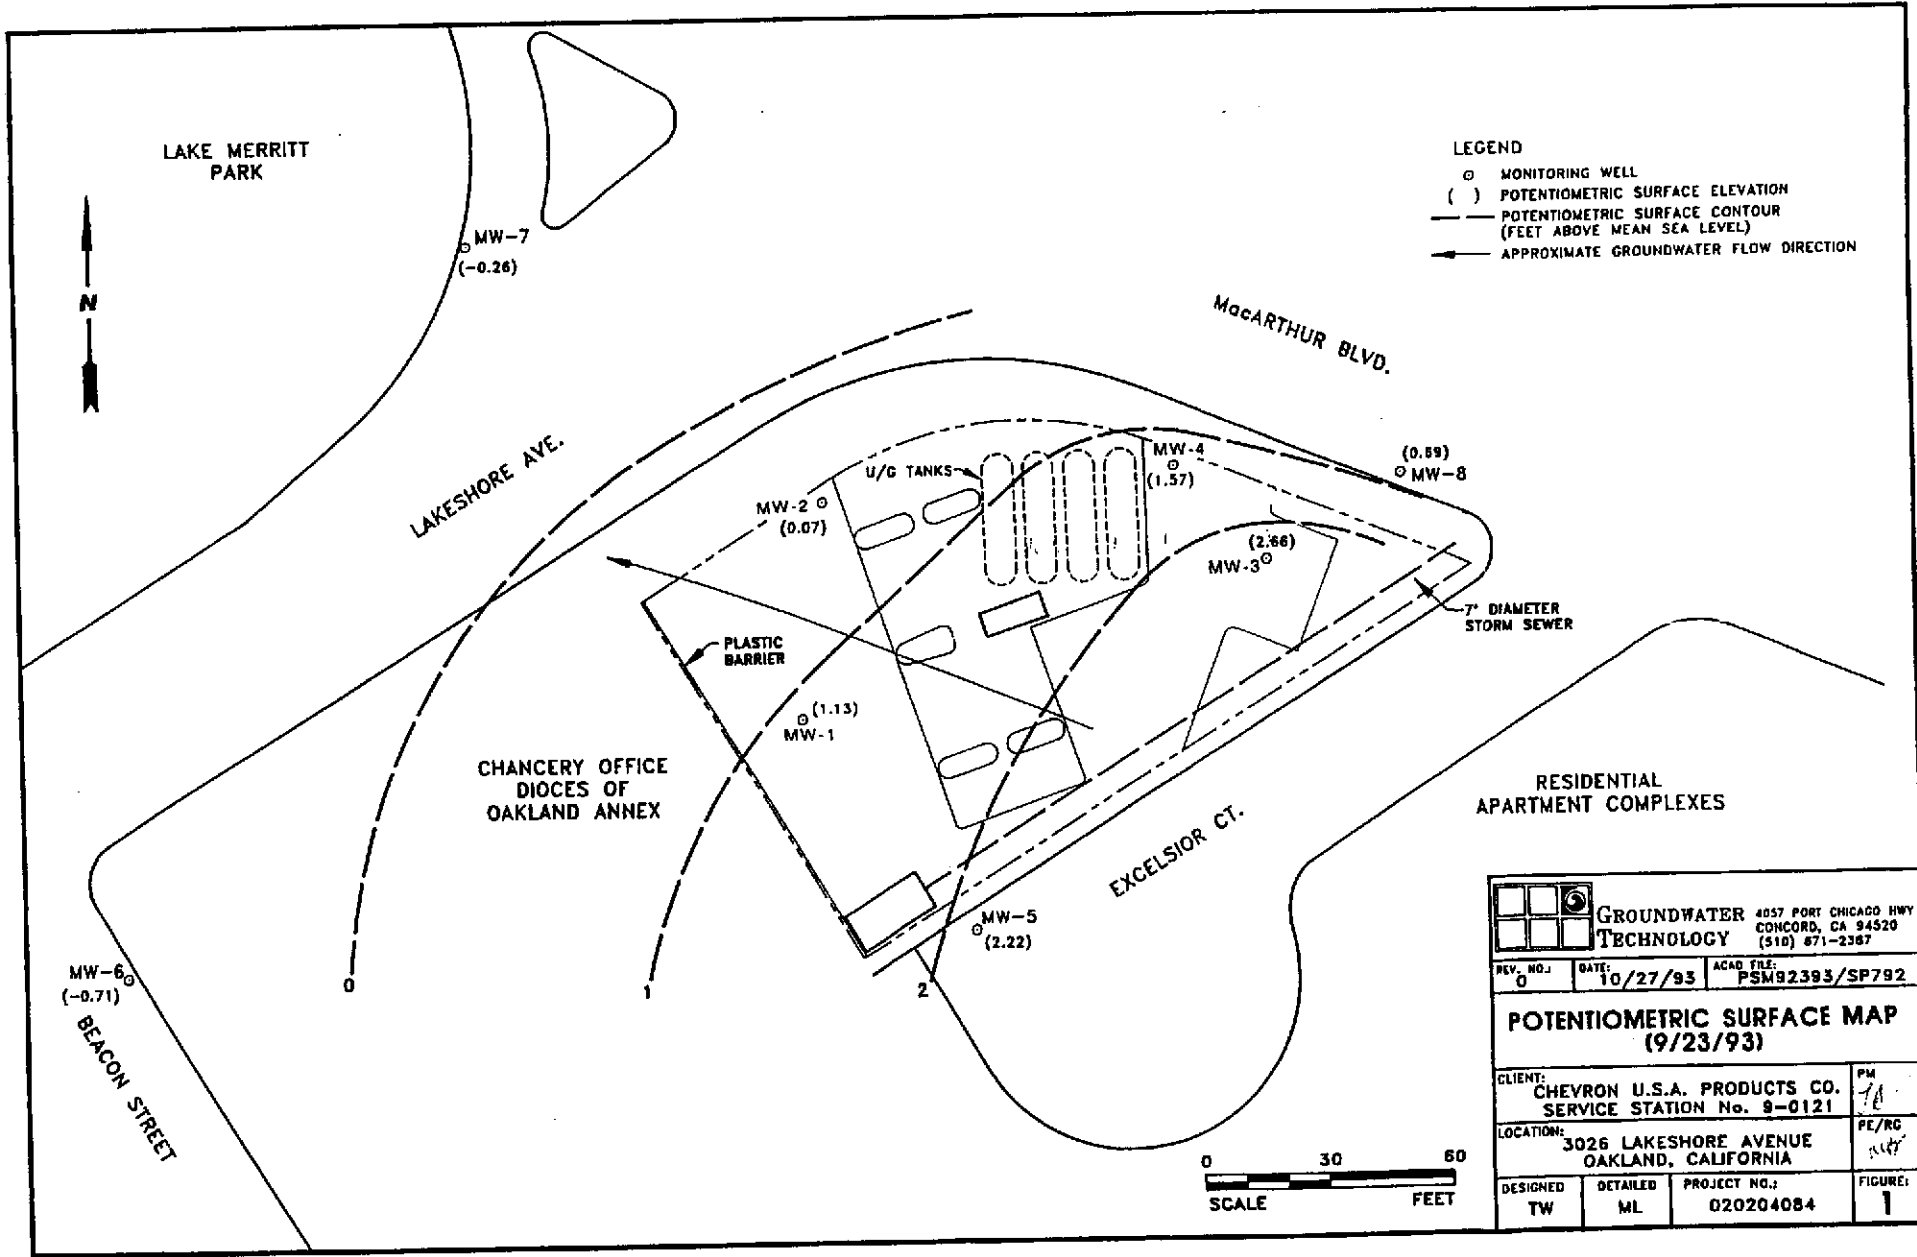 LAKE MERRITT
PARK
N
MW-7
(-0.26)
LEGEND
MONITORING WELL
( ) POTENTIOMETRIC SURFACE ELEVATION
POTENTIOMETRIC SURFACE CONTOUR
(FEET ABOVE MEAN SEA LEVEL)
APPROXIMATE GROUNDWATER FLOW DIRECTION
MacARTHUR BLVD.
LAKESHORE AVE.
U/G TANKS
MW-4
(1.57)
MW-8
MW-2
(0.07)
(2.66)
MW-3
7' DIAMETER
STORM SEWER
PLASTIC
BARRIER
(1.13)
MW-1
CHANCERY OFFICE
DIOCES OF
OAKLAND ANNEX
RESIDENTIAL
APARTMENT COMPLEXES
EXCELSIOR CT.
MW-5
(2.22)
MW-6
(-0.71)
0
1
2
BEACON STREET
0 30 60
SCALE FEET
GROUNDWATER
TECHNOLOGY
4057 PORT CHICAGO HWY
CONCORD, CA 94520
(510) 671-2387
REV. NO.:
0
DATE:
10/27/93
ACAD FILE:
PSM92393/SP792
POTENTIOMETRIC SURFACE MAP
(9/23/93)
CLIENT:
CHEVRON U.S.A. PRODUCTS CO.
SERVICE STATION No. 9-0121
PM
LOCATION:
3026 LAKESHORE AVENUE
OAKLAND, CALIFORNIA
PE/RG
DESIGNED
TW
DETAILED
ML
PROJECT NO.:
020204084
FIGURE:
1